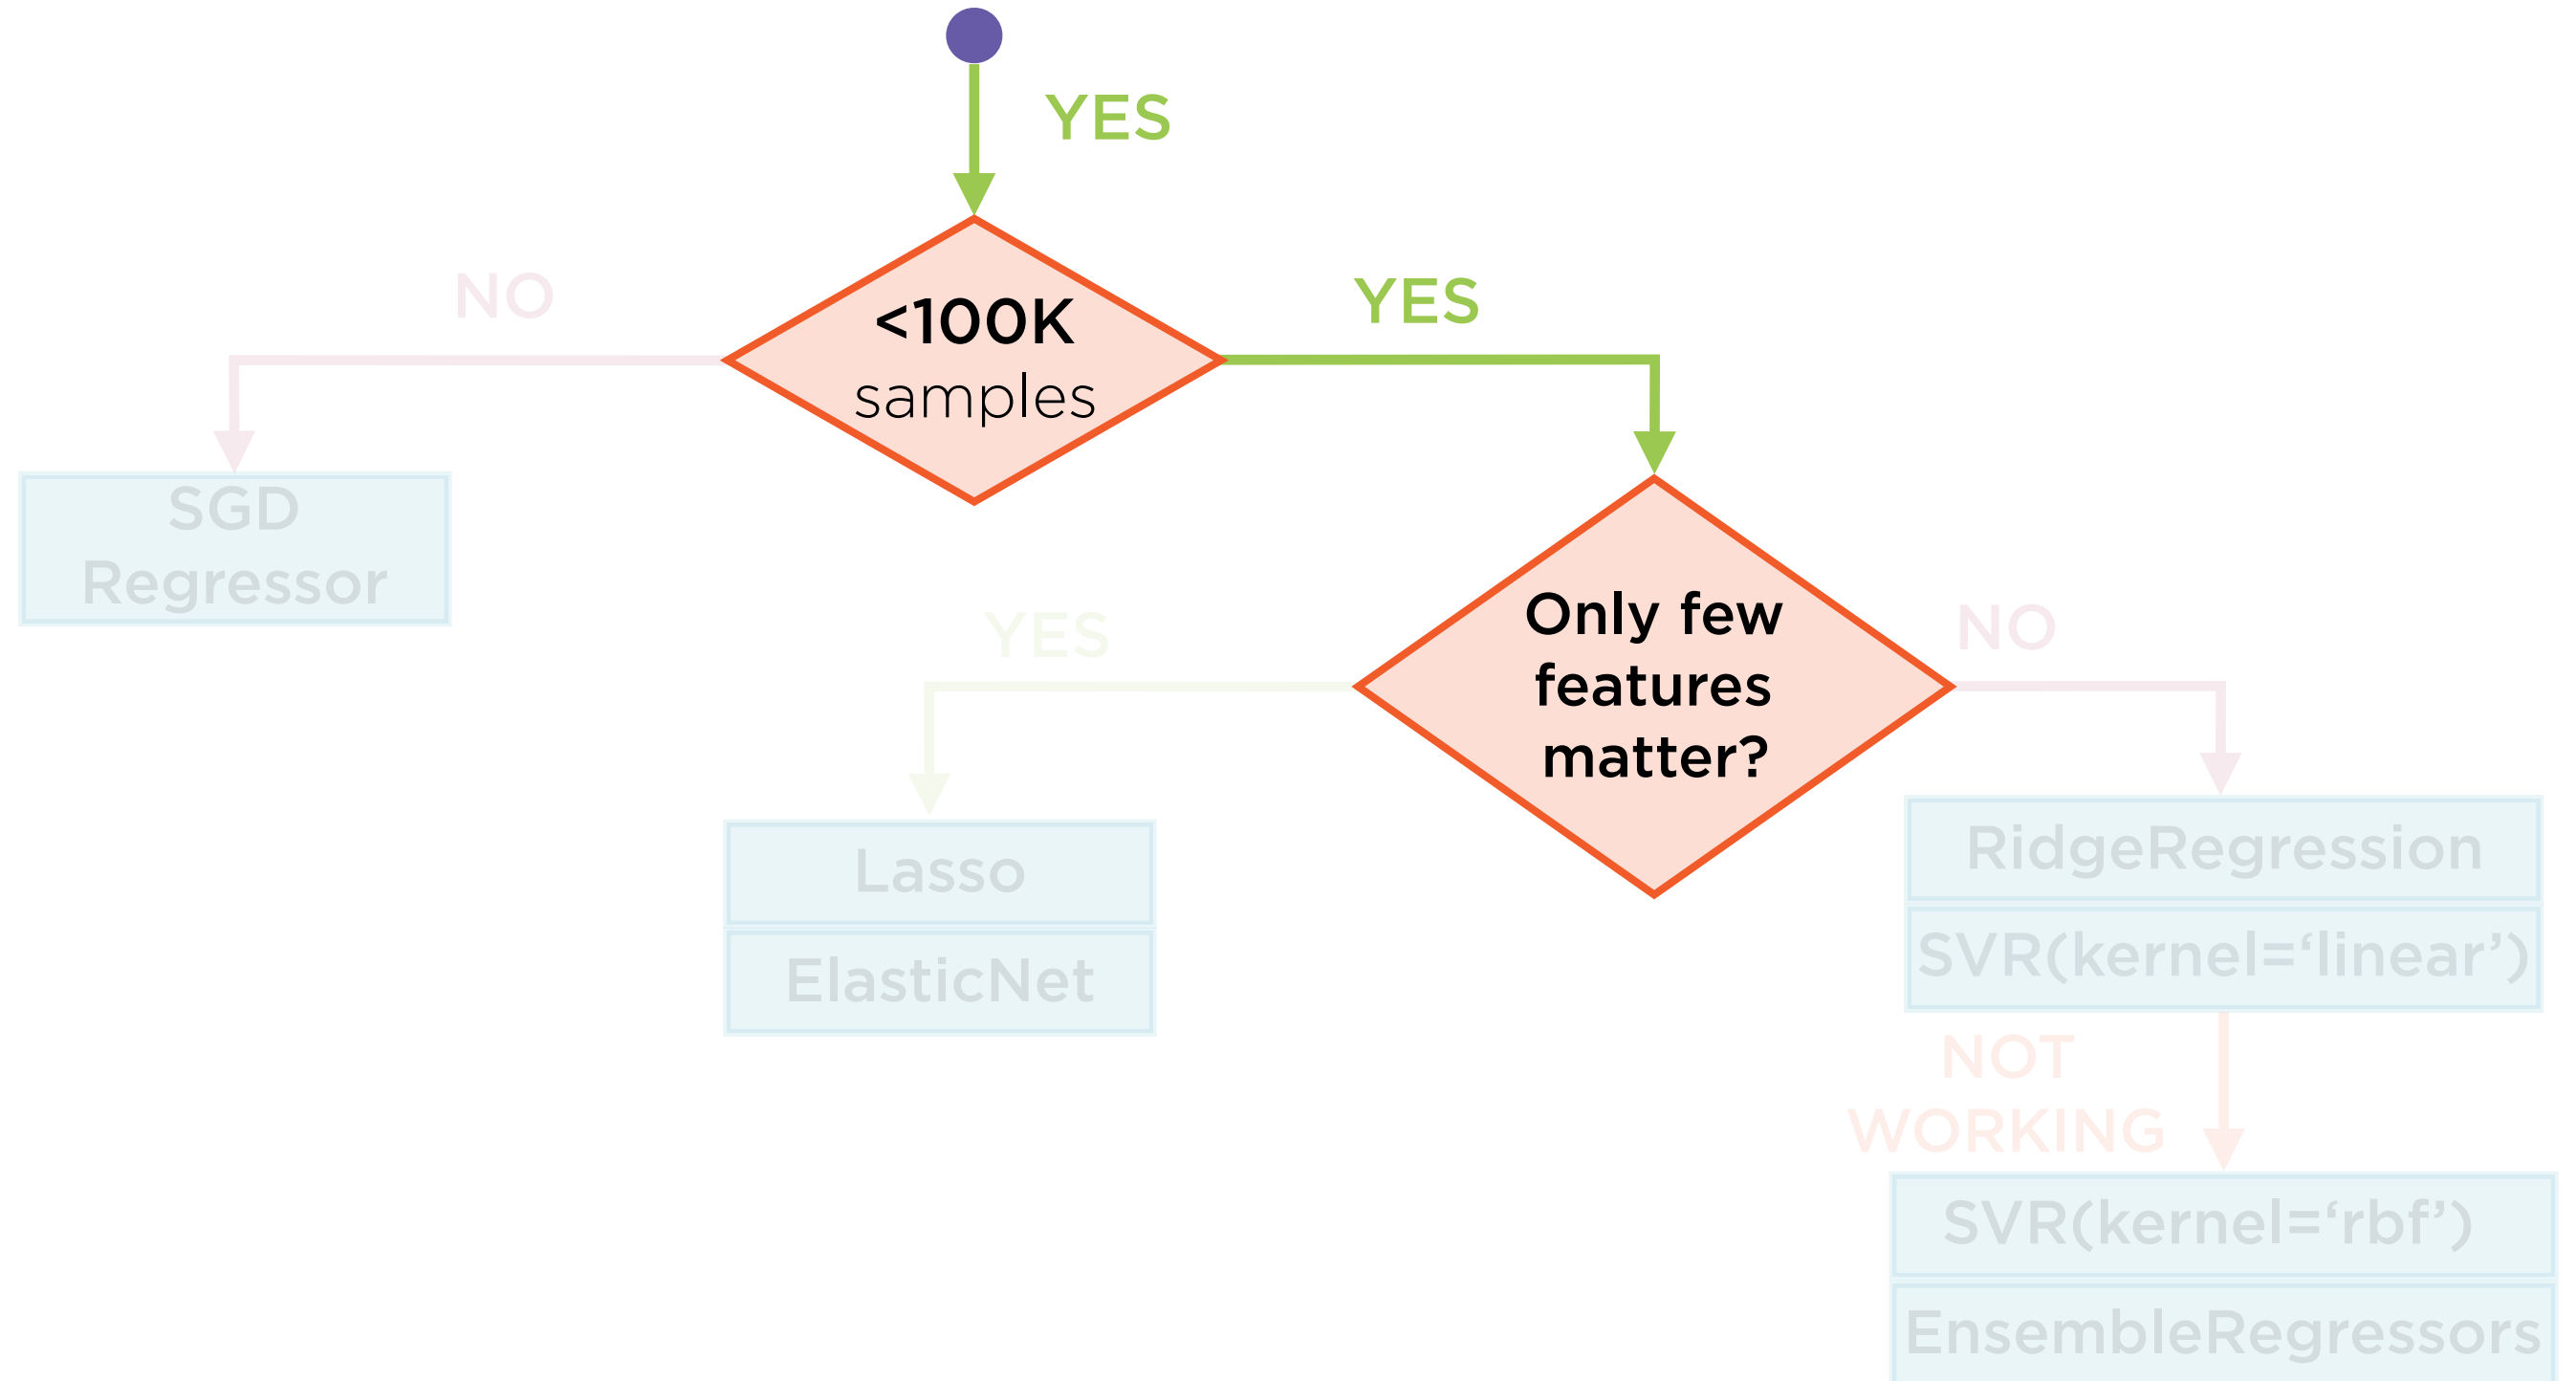 YES
NO
YES
<100K
samples
SGD
Regressor
YES
Only few
features
matter?
NO
Lasso
ElasticNet
RidgeRegression
SVR(kernel=‘linear’)
NOT
WORKING
SVR(kernel=‘rbf’)
EnsembleRegressors